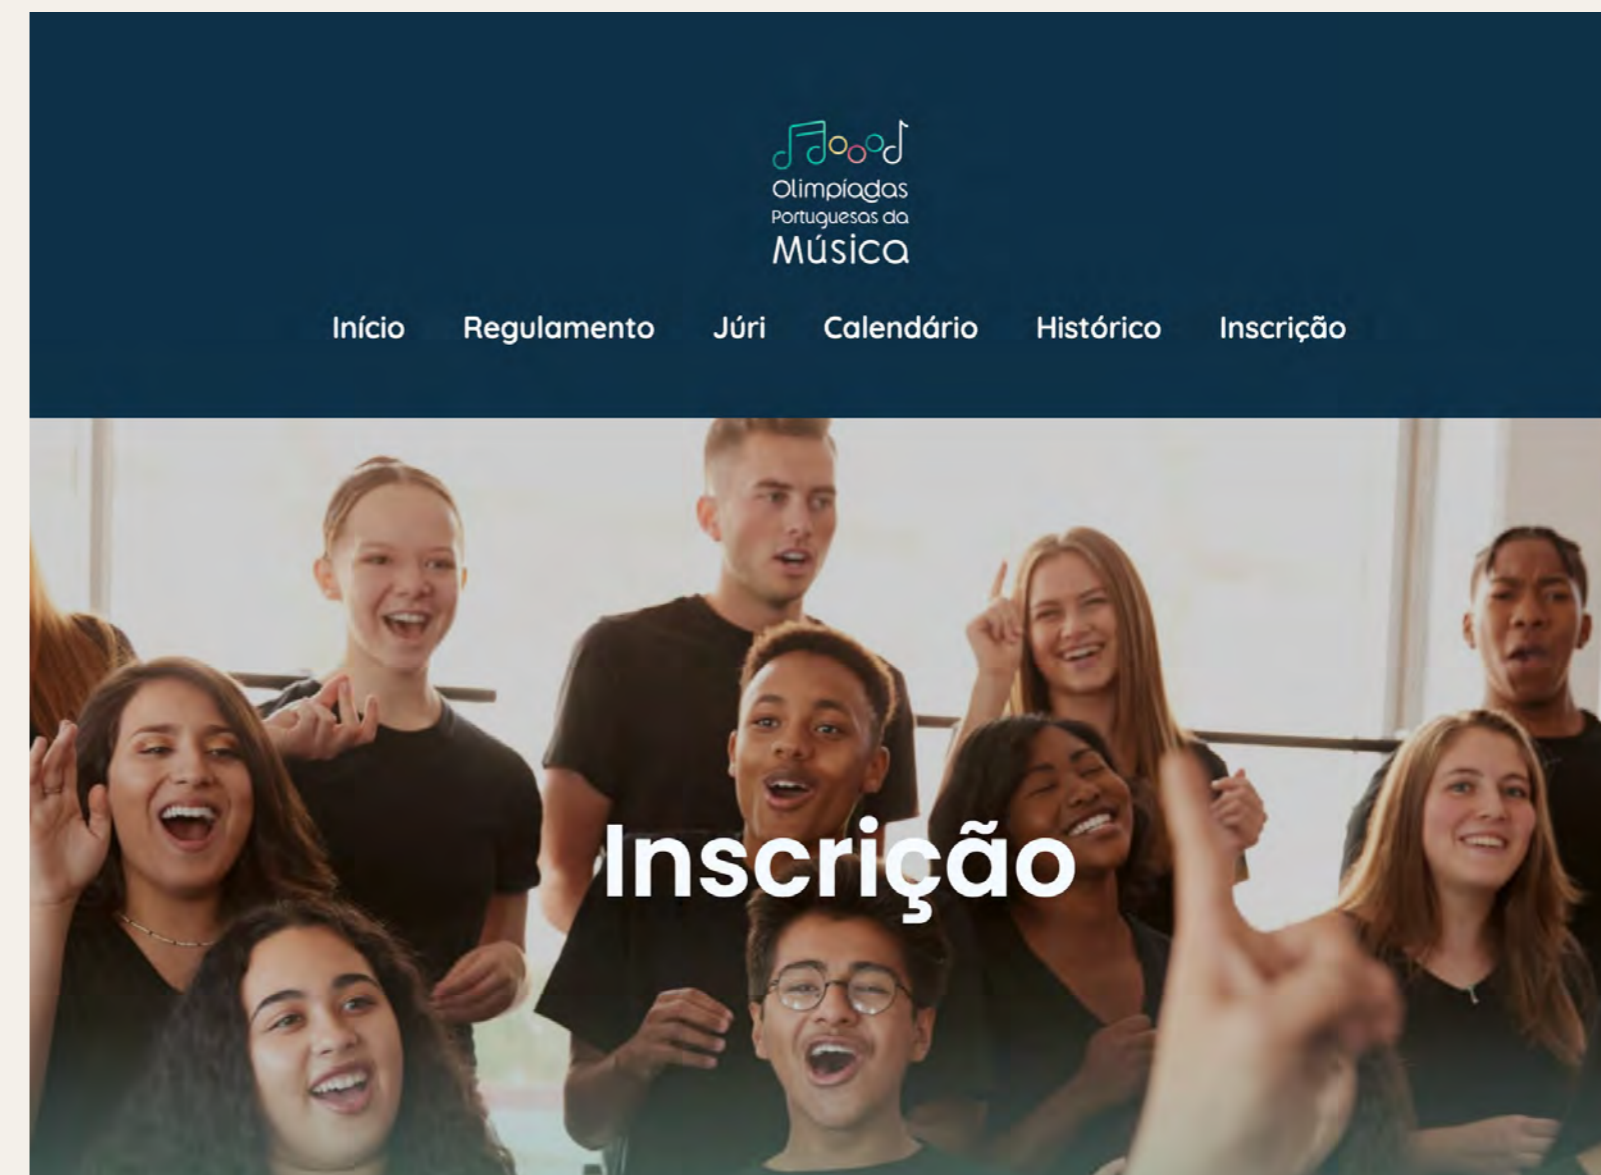 Olimpíadas
Portuguesas da
Música
Início Regulamento Júri Calendário Histórico Inscrição
Inscrição